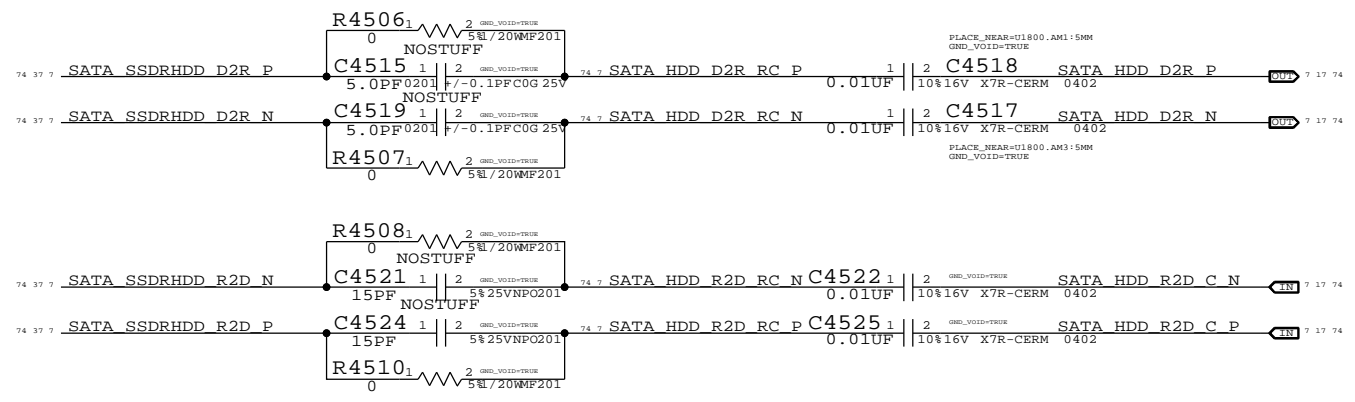 R4506 1 2 GND_VOID=TRUE
0 5% 1/20W MF 201
NOSTUFF
PLACE_NEAR=U1800.AM1:5MM
GND_VOID=TRUE
74 37 7 SATA_SSDRHDD_D2R_P C4515 1 2 GND_VOID=TRUE 74 7 SATA_HDD_D2R_RC_P 1 2 C4518 SATA_HDD_D2R_P OUT 7 17 74
5.0PF 0201 +/-0.1PF C0G 25V 0.01UF 10% 16V X7R-CERM 0402
NOSTUFF
74 37 7 SATA_SSDRHDD_D2R_N C4519 1 2 GND_VOID=TRUE 74 7 SATA_HDD_D2R_RC_N 1 2 C4517 SATA_HDD_D2R_N OUT 7 17 74
5.0PF 0201 +/-0.1PF C0G 25V 0.01UF 10% 16V X7R-CERM 0402
PLACE_NEAR=U1800.AM3:5MM
GND_VOID=TRUE
R4507 1 2 GND_VOID=TRUE
0 5% 1/20W MF 201
R4508 1 2 GND_VOID=TRUE
0 5% 1/20W MF 201
NOSTUFF
74 37 7 SATA_SSDRHDD_R2D_N C4521 1 2 GND_VOID=TRUE 74 7 SATA_HDD_R2D_RC_N C4522 1 2 GND_VOID=TRUE SATA_HDD_R2D_C_N IN 7 17 74
15PF 5% 25V NPO 201 0.01UF 10% 16V X7R-CERM 0402
NOSTUFF
74 37 7 SATA_SSDRHDD_R2D_P C4524 1 2 GND_VOID=TRUE 74 7 SATA_HDD_R2D_RC_P C4525 1 2 GND_VOID=TRUE SATA_HDD_R2D_C_P IN 7 17 74
15PF 5% 25V NPO 201 0.01UF 10% 16V X7R-CERM 0402
R4510 1 2 GND_VOID=TRUE
0 5% 1/20W MF 201